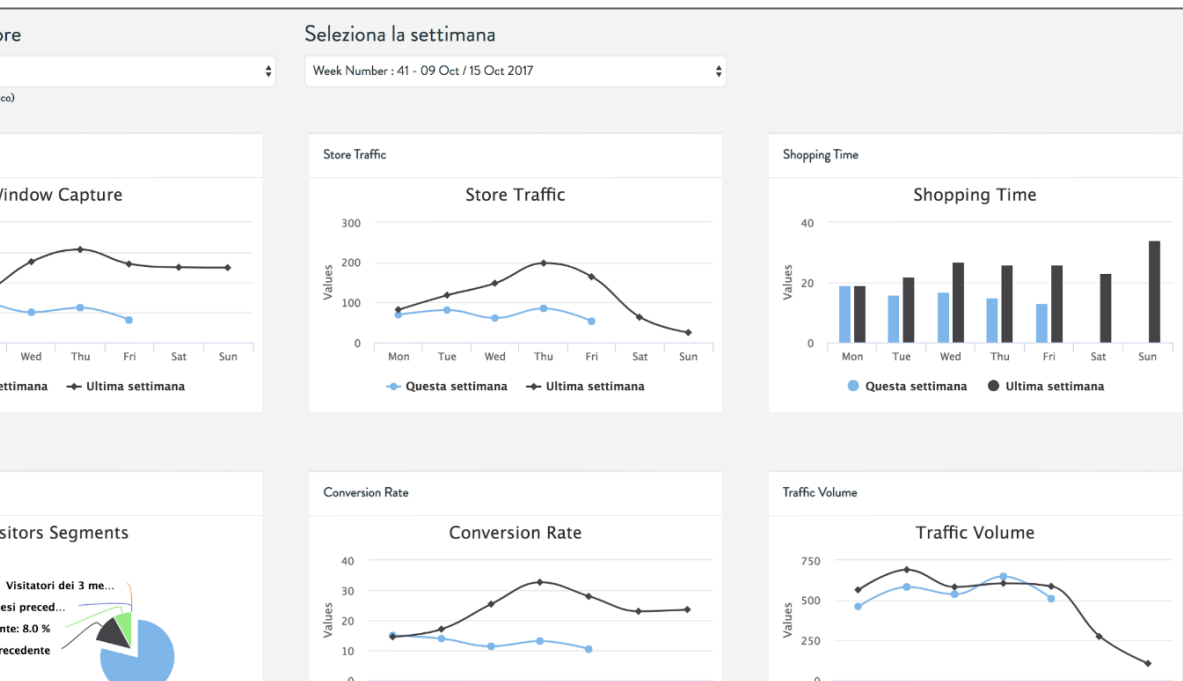 Seleziona la settimana
Week Number : 41 - 09 Oct / 15 Oct 2017
Window Capture
Wed Thu Fri Sat Sun
Ultima settimana
Store Traffic
Store Traffic
Values
300
200
100
0
Mon Tue Wed Thu Fri Sat Sun
Questa settimana Ultima settimana
Shopping Time
Shopping Time
Values
40
20
0
Mon Tue Wed Thu Fri Sat Sun
Questa settimana Ultima settimana
sitors Segments
Visitatori dei 3 me...
esi preced...
nte: 8.0 %
recedente
Conversion Rate
Conversion Rate
Values
40
30
20
10
0
Traffic Volume
Traffic Volume
Values
750
500
250
0